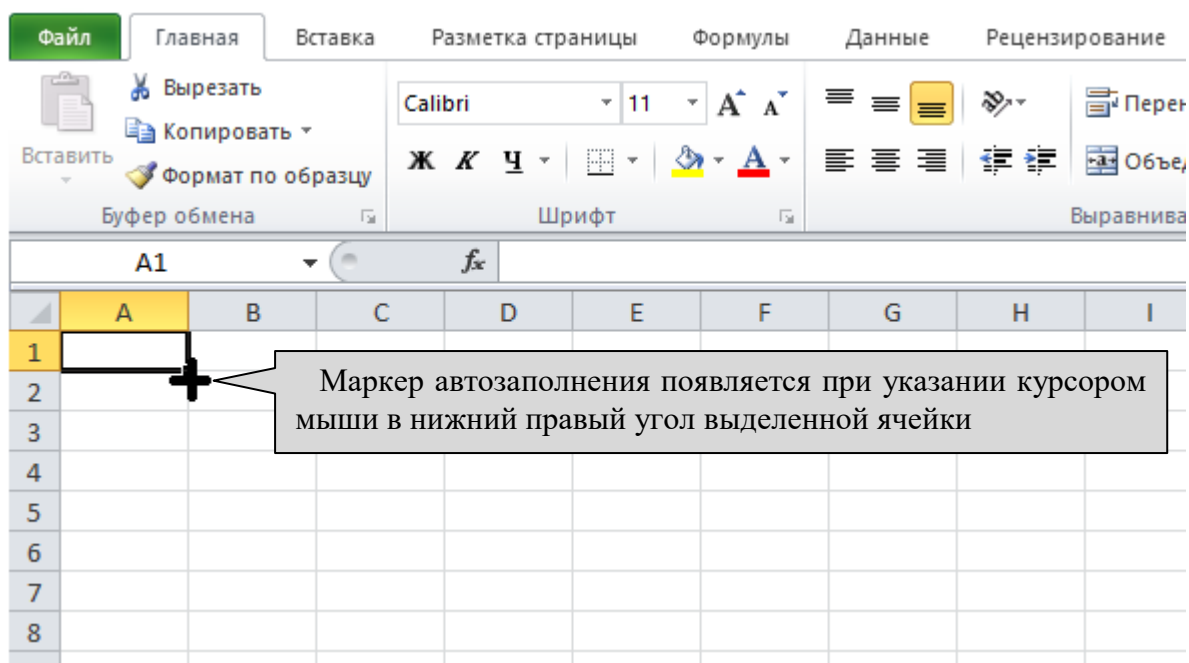 Файл Главная Вставка Разметка страницы Формулы Данные Рецензирование
Вырезать
Calibri 11 A A Перен
Копировать
Вставить
Ж К Ч A Объед
Формат по образцу
Буфер обмена Шрифт Выравнива
A1 fx
A B C D E F G H I
1
Маркер автозаполнения появляется при указании курсором
2
мыши в нижний правый угол выделенной ячейки
3
4
5
6
7
8